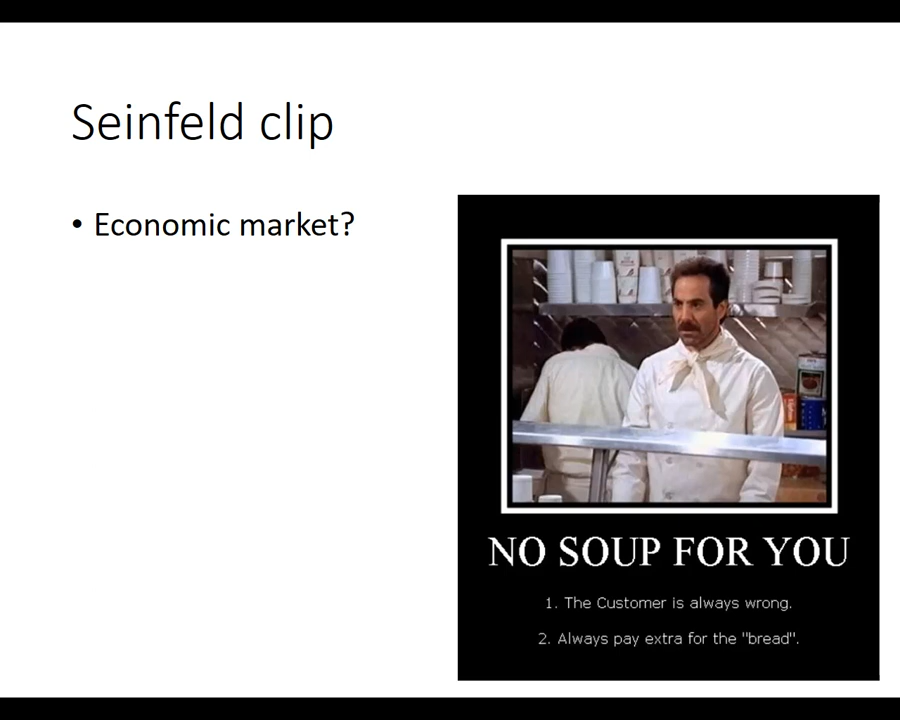 Seinfeld clip
• Economic market?
NO SOUP FOR YOU
1. The Customer is always wrong.
2. Always pay extra for the "bread".